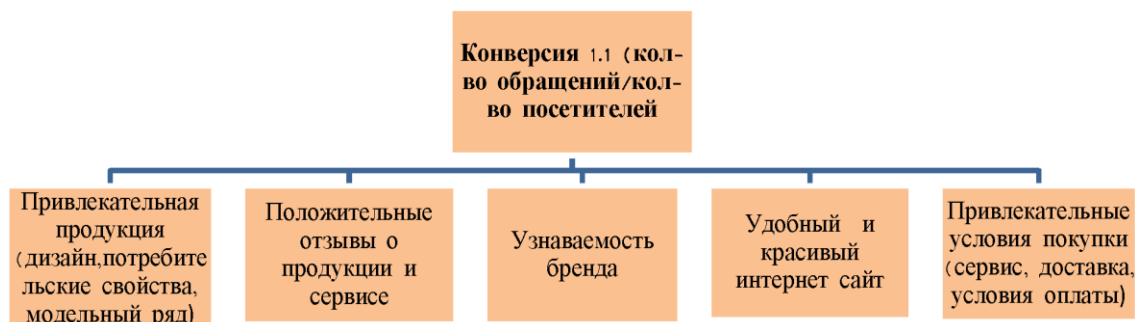 Конверсия 1.1 (кол-
во обращений/кол-
во посетителей
Привлекательная
продукция
(дизайн,потребите
льские свойства,
модельный ряд)
Положительные
отзывы о
продукции и
сервисе
Узнаваемость
бренда
Удобный и
красивый
интернет сайт
Привлекательные
условия покупки
(сервис, доставка,
условия оплаты)